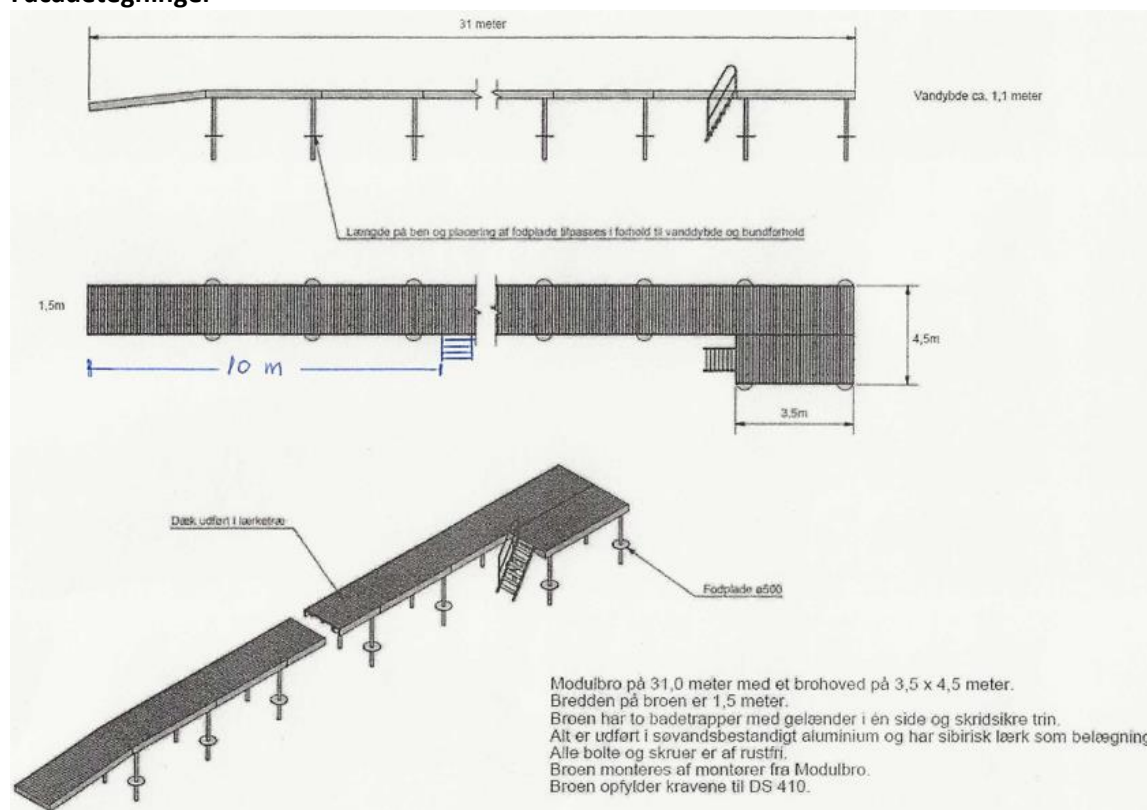 31 meter
Vandybde ca. 1,1 meter
Længde på ben og placering af fodplade tilpasses i forhold til vanddybde og bundforhold
1,5m
10 m
4,5m
3,5m
Dæk udført i lærketræ
Fodplade ø500
Modulbro på 31,0 meter med et brohoved på 3,5 x 4,5 meter.
Bredden på broen er 1,5 meter.
Broen har to badetrapper med gelænder i én side og skridsikre trin.
Alt er udført i søvandsbestandigt aluminium og har sibirisk lærk som belægning
Alle bolte og skruer er af rustfri.
Broen monteres af montører fra Modulbro.
Broen opfylder kravene til DS 410.